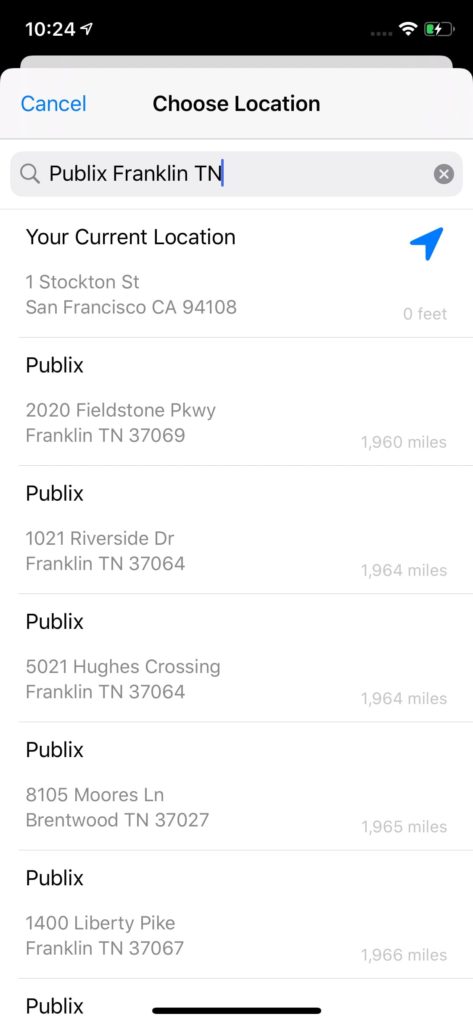 10:24
Cancel
Choose Location
Publix Franklin TN
Your Current Location
1 Stockton St
San Francisco CA 94108
0 feet
Publix
2020 Fieldstone Pkwy
Franklin TN 37069
1,960 miles
Publix
1021 Riverside Dr
Franklin TN 37064
1,964 miles
Publix
5021 Hughes Crossing
Franklin TN 37064
1,964 miles
Publix
8105 Moores Ln
Brentwood TN 37027
1,965 miles
Publix
1400 Liberty Pike
Franklin TN 37067
1,966 miles
Publix